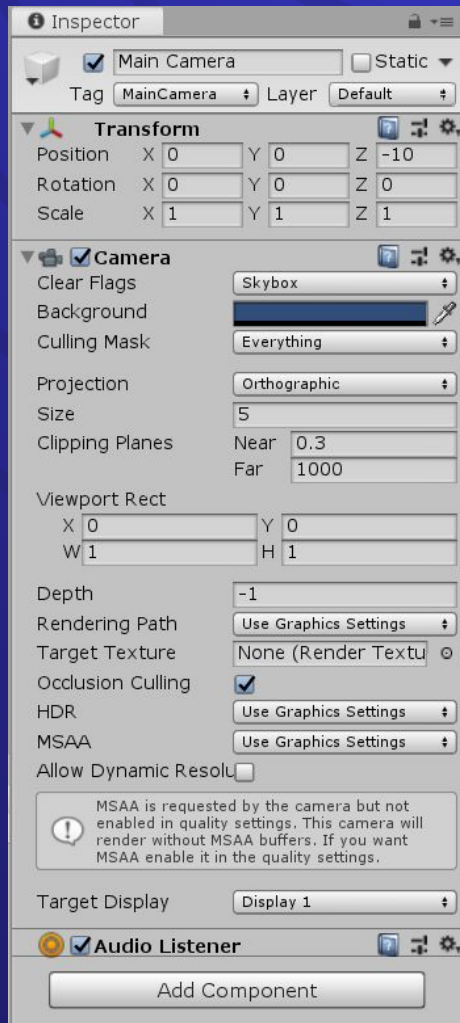 Inspector
Main Camera Static
Tag MainCamera Layer Default
Transform
Position X 0 Y 0 Z -10
Rotation X 0 Y 0 Z 0
Scale X 1 Y 1 Z 1
Camera
Clear Flags Skybox
Background
Culling Mask Everything
Projection Orthographic
Size 5
Clipping Planes Near 0.3
Far 1000
Viewport Rect
X 0 Y 0
W 1 H 1
Depth -1
Rendering Path Use Graphics Settings
Target Texture None (Render Textu
Occlusion Culling
HDR Use Graphics Settings
MSAA Use Graphics Settings
Allow Dynamic Resolu
MSAA is requested by the camera but not
enabled in quality settings. This camera will
render without MSAA buffers. If you want
MSAA enable it in the quality settings.
Target Display Display 1
Audio Listener
Add Component